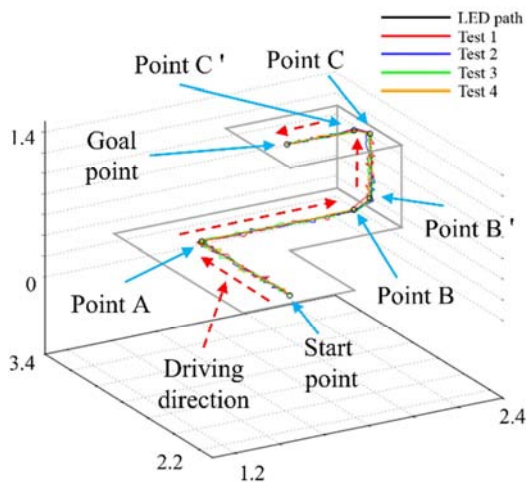 LED path
Test 1
Test 2
Test 3
Test 4
Point C '
Point C
Goal
point
1.4
Point B '
Point A
0
Point B
Start
point
Driving
direction
3.4
2.2
1.2
2.4